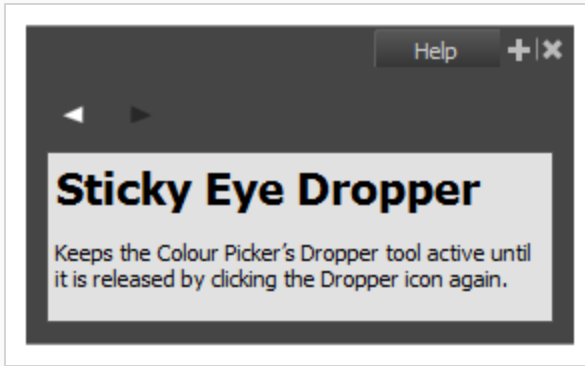 Help
Sticky Eye Dropper
Keeps the Colour Picker’s Dropper tool active until
it is released by clicking the Dropper icon again.